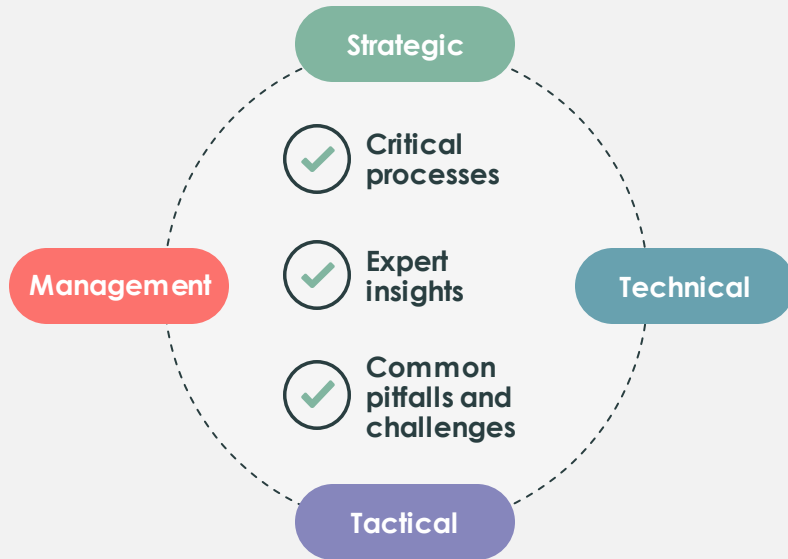 Strategic
Critical
processes
Management
Expert
insights
Technical
Common
pitfalls and
challenges
Tactical